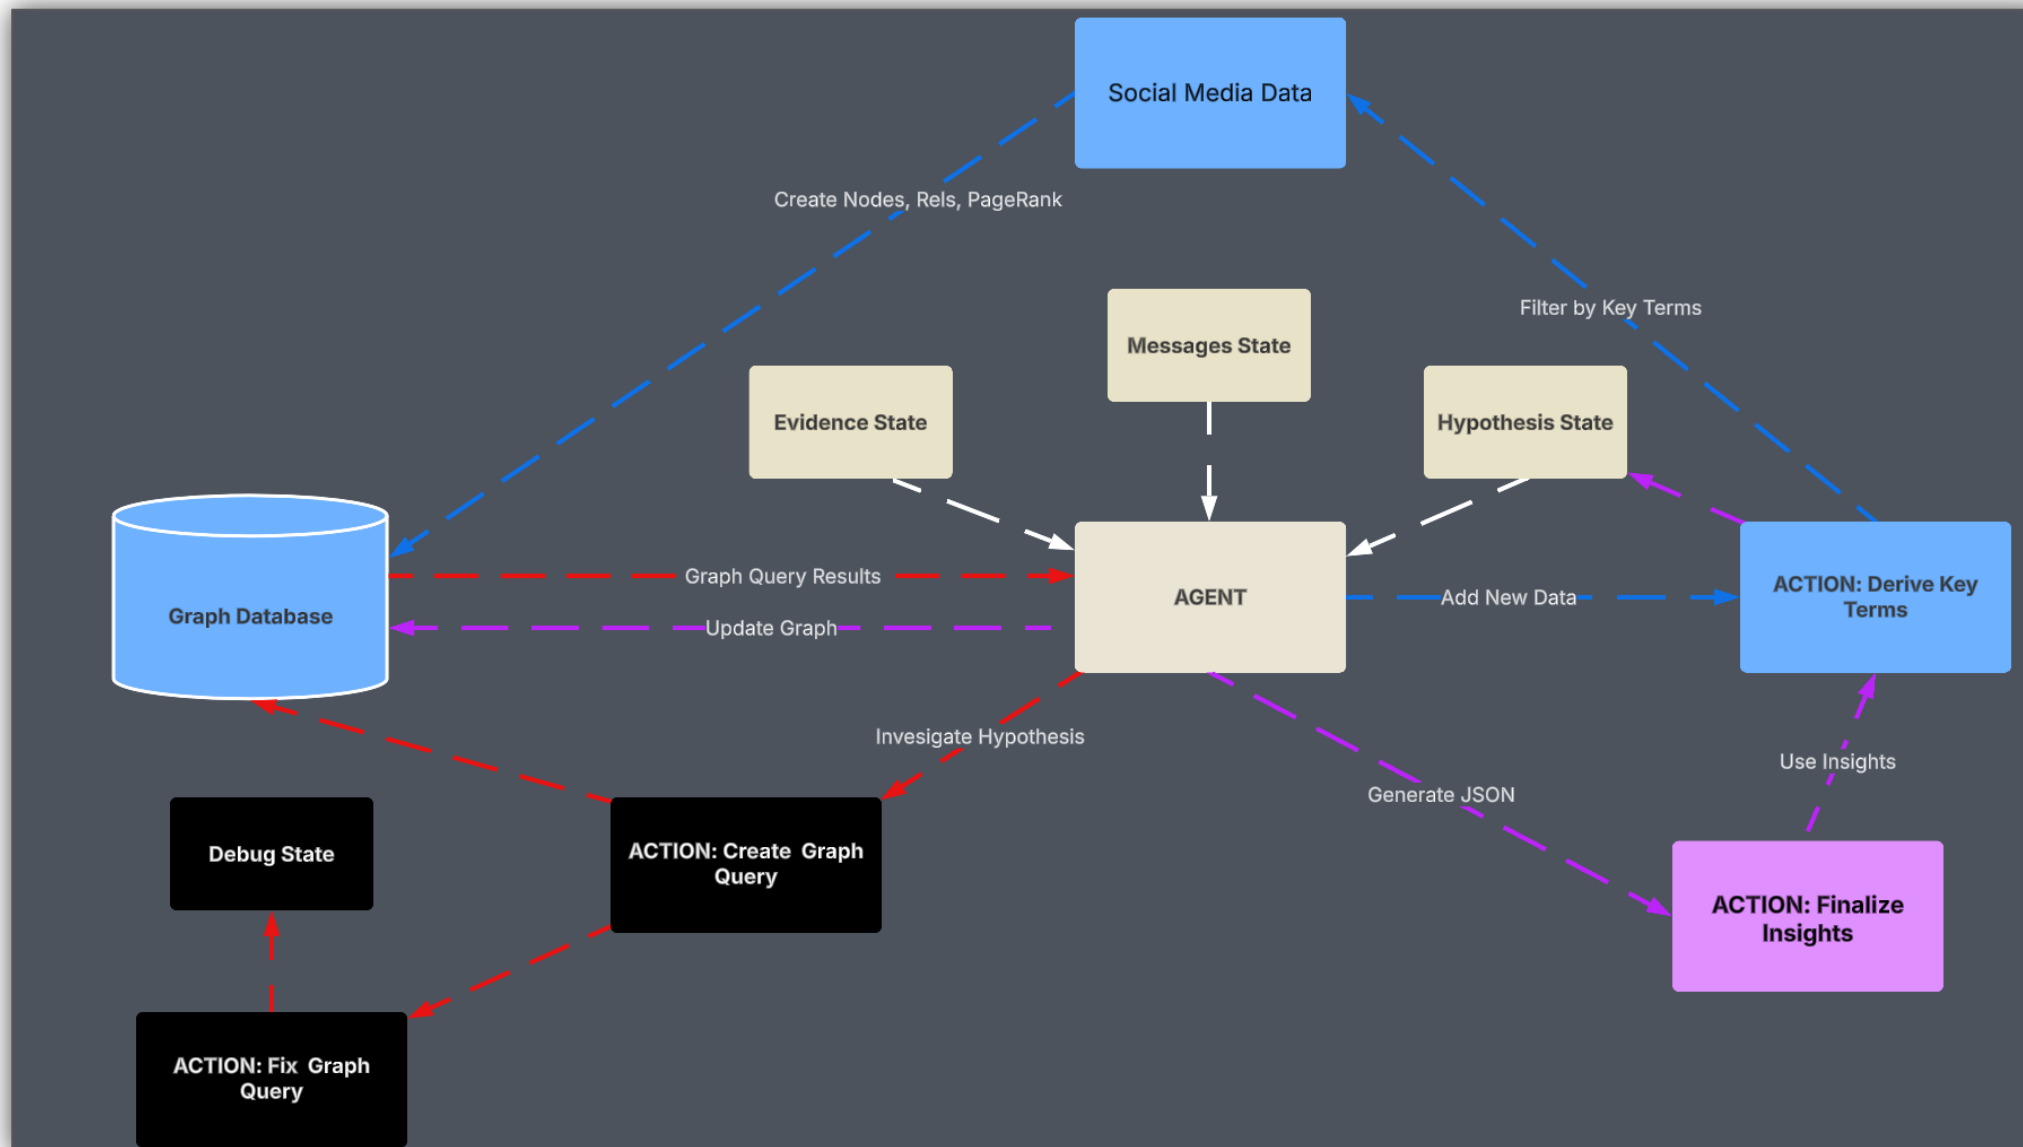 Social Media Data
Create Nodes, Rels, PageRank
Filter by Key Terms
Messages State
Evidence State
Hypothesis State
Graph Database
Graph Query Results
Update Graph
AGENT
Add New Data
ACTION: Derive Key
Terms
Invesigate Hypothesis
Use Insights
Generate JSON
Debug State
ACTION: Create Graph
Query
ACTION: Finalize
Insights
ACTION: Fix Graph
Query